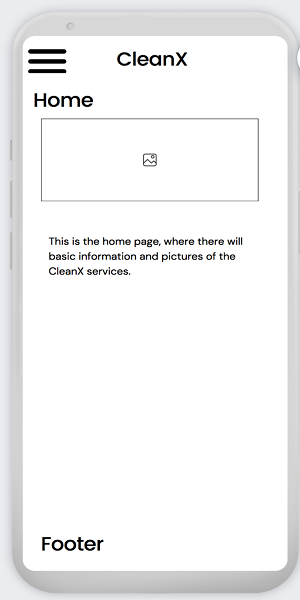 CleanX
Home
This is the home page, where there will
basic information and pictures of the
CleanX services.
Footer